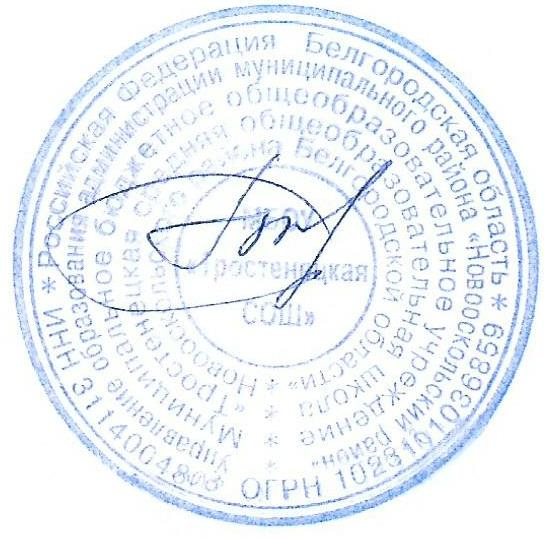 * Российская Федерация Белгородская область *
ИНН 3114004808 ОГРН 1023101039859
управление образования администрации муниципального района «Новооскольский район»
* Муниципальное бюджетное общеобразовательное учреждение
* «Тростенецкая средняя общеобразовательная школа
* Новооскольского района Белгородской области»
МБОУ
«Тростенецкая
СОШ»